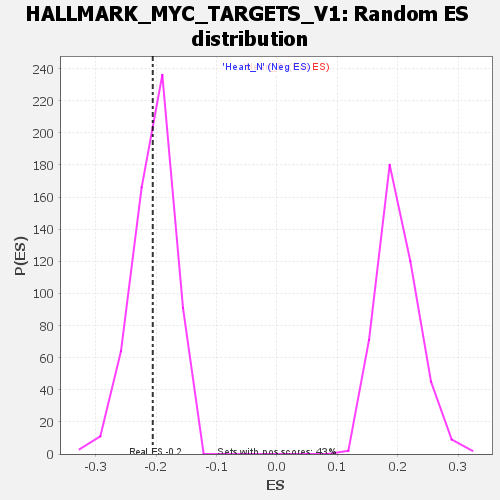 HALLMARK_MYC_TARGETS_V1: Random ES
distribution
'Heart_N' (Neg ES) ES)
240
220
200
180
160
140
120
100
80
60
40
20
0
P(ES)
Real ES -0.2
Sets with pos scores: 43%
-0.3 -0.2 -0.1 0.0 0.1 0.2 0.3
ES